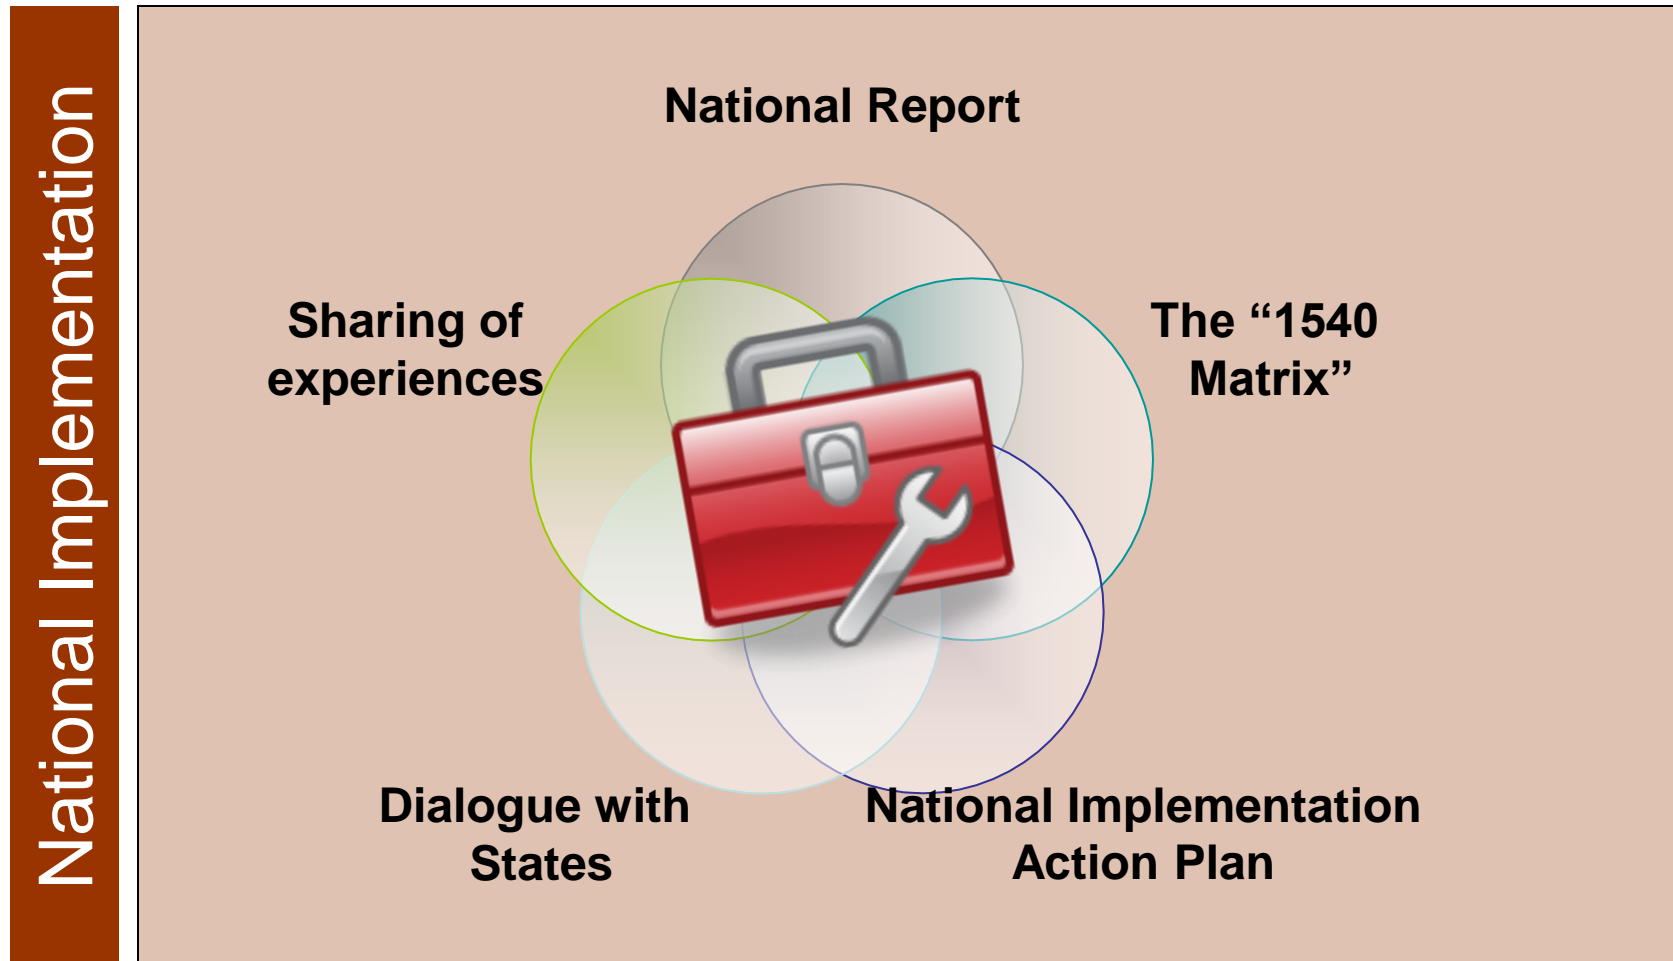 National Implementation
National Report
Sharing of
experiences
The “1540
Matrix”
Dialogue with
States
National Implementation
Action Plan